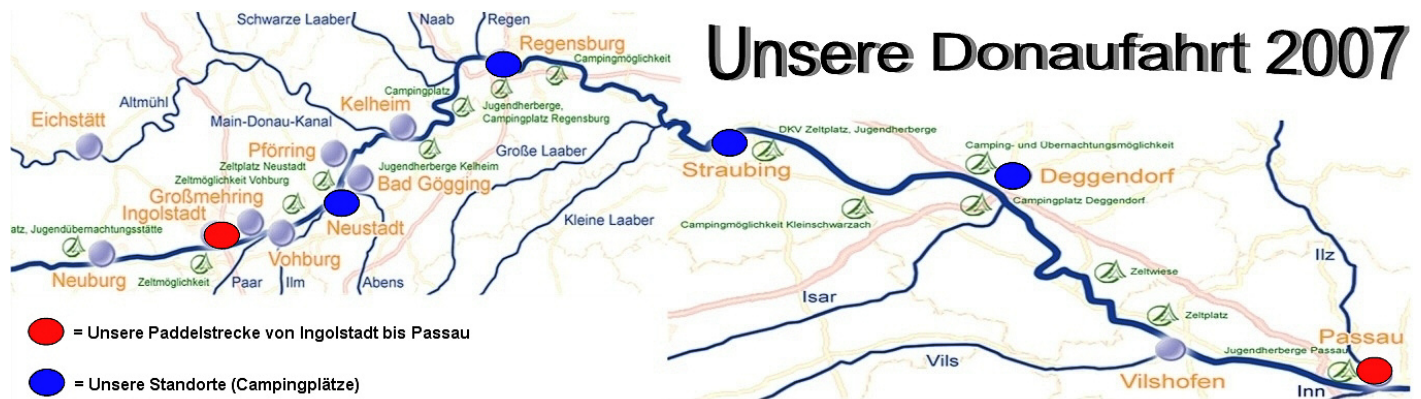 Unsere Donaufahrt 2007
Schwarze Laaber
Naab
Regen
Regensburg
Campingmöglichkeit
Campingplatz
Jugendherberge,
Campingplatz Regensburg
Altmühl
Eichstätt
Main-Donau-Kanal
Kelheim
Pföring
Zeltplatz Neustadt
Zeltmöglichkeit Vohburg
Jugendherberge Kelheim
Bad Gögging
Große Laaber
Kleine Laaber
Großmehring
Ingolstadt
Neustadt
atz, Jugendübernachtungsstätte
Vohburg
Neuburg
Zeltmöglichkeit
Paar
Ilm
Abens
DKV Zeltplatz, Jugendherberge
Straubing
Camping- und Übernachtungsmöglichkeit
Deggendorf
Campingplatz Deggendorf
Campingmöglichkeit Kleinschwarzach
Isar
Zeltwiese
Ilz
Zeltplatz
Passau
Jugendherberge Passau
Vils
Vilshofen
Inn
= Unsere Paddelstrecke von Ingolstadt bis Passau
= Unsere Standorte (Campingplätze)